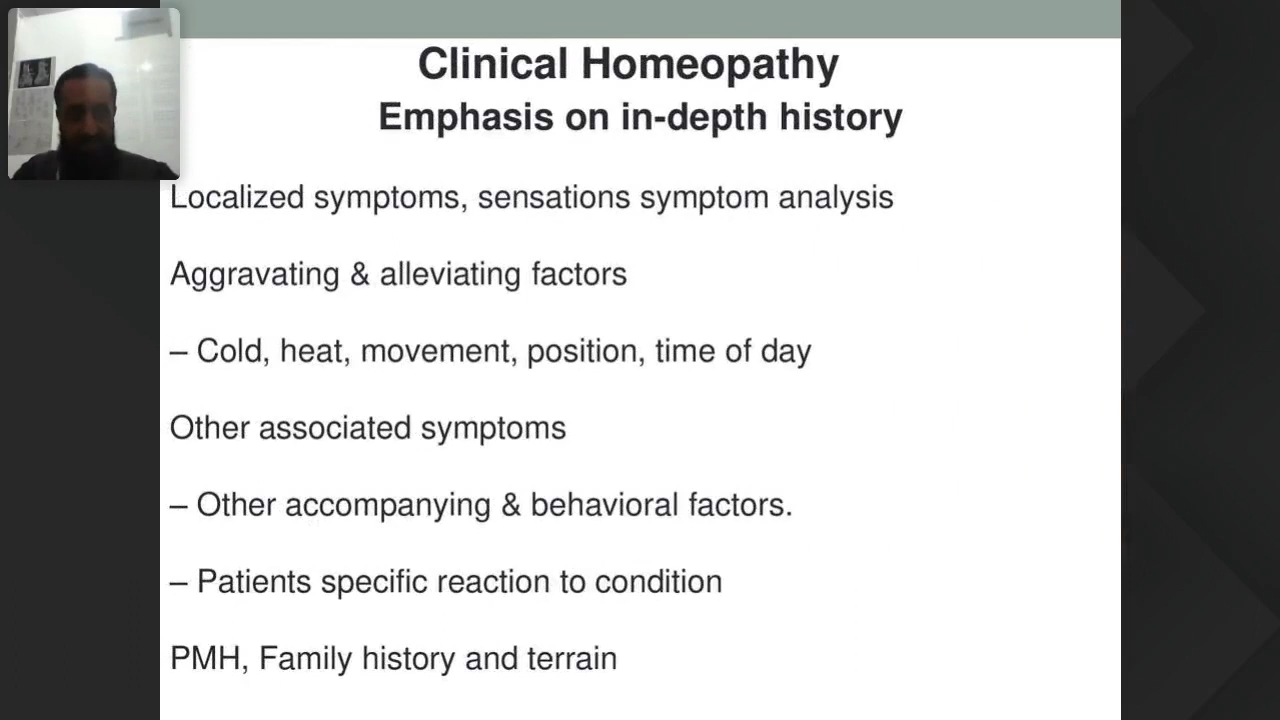 Clinical Homeopathy
Emphasis on in-depth history
Localized symptoms, sensations symptom analysis
Aggravating & alleviating factors
– Cold, heat, movement, position, time of day
Other associated symptoms
– Other accompanying & behavioral factors.
– Patients specific reaction to condition
PMH, Family history and terrain